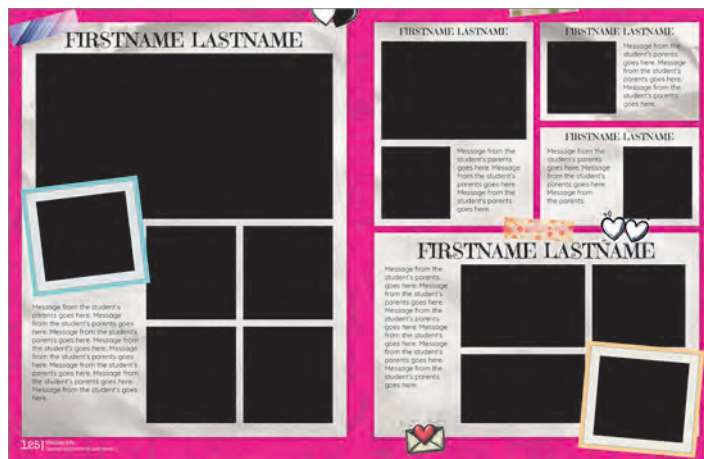 FIRSTNAME LASTNAME
Message from the student's
parents goes here. Message
from the student's parents goes
here. Message from the student's
parents goes here. Message from
the student's goes here. Message
from the student's parents goes
here. Message from the student's
parents goes here. Message from
the student's parents goes here.
Message from the student's goes
here.
125|
FIRSTNAME LASTNAME
Message from the
student's parents
goes here. Message
from the student's
parents goes here.
Message from the
student's parents
goes here.
FIRSTNAME LASTNAME
Message from the
student's parents
goes here. Message
from the student's
parents goes here.
Message from the
student's parents
goes here.
FIRSTNAME LASTNAME
Message from the
student's parents
goes here. Message
from the student's
parents goes here.
Message from
the parents.
FIRSTNAME LASTNAME
Message from the
student's parents
goes here. Message
from the student's
parents goes here.
Message from the
student's parents
goes here. Message
from the student's
parents goes here.
Message from the
student's parents
goes here.